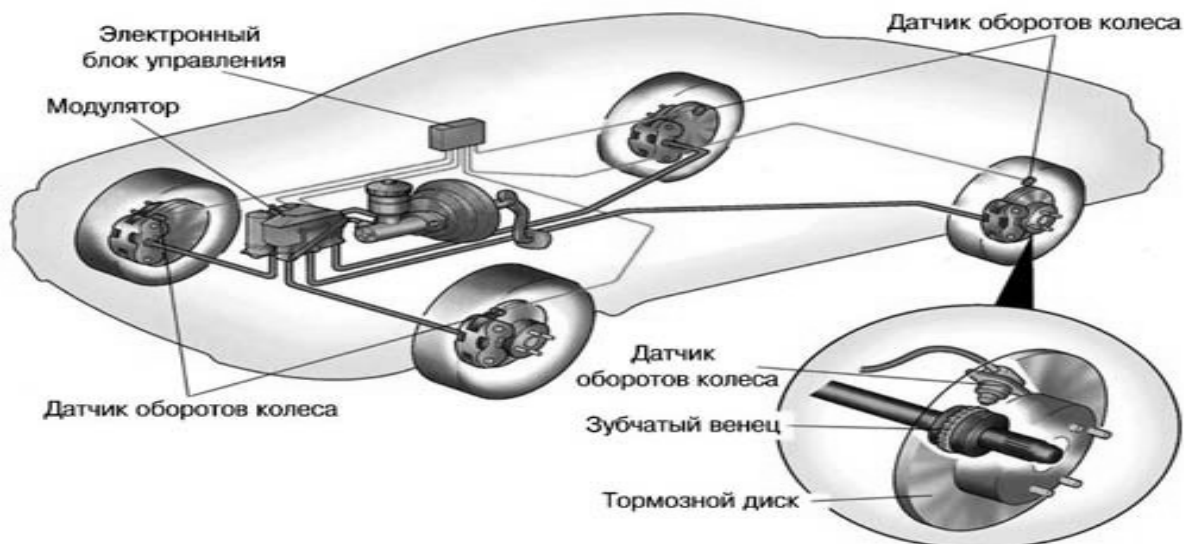 Электронный
блок управления
Датчик оборотов колеса
Модулятор
Датчик оборотов колеса
Датчик
оборотов колеса
Зубчатый венец
Тормозной диск